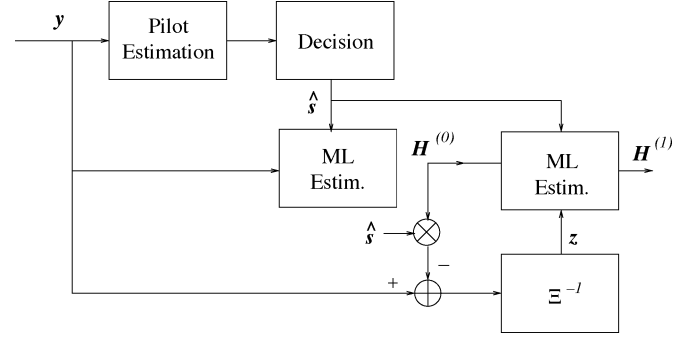 y
Pilot
Estimation
Decision
ŝ
ML
Estim.
H (0)
ML
Estim.
H (1)
ŝ
z
−
+
Ξ −1